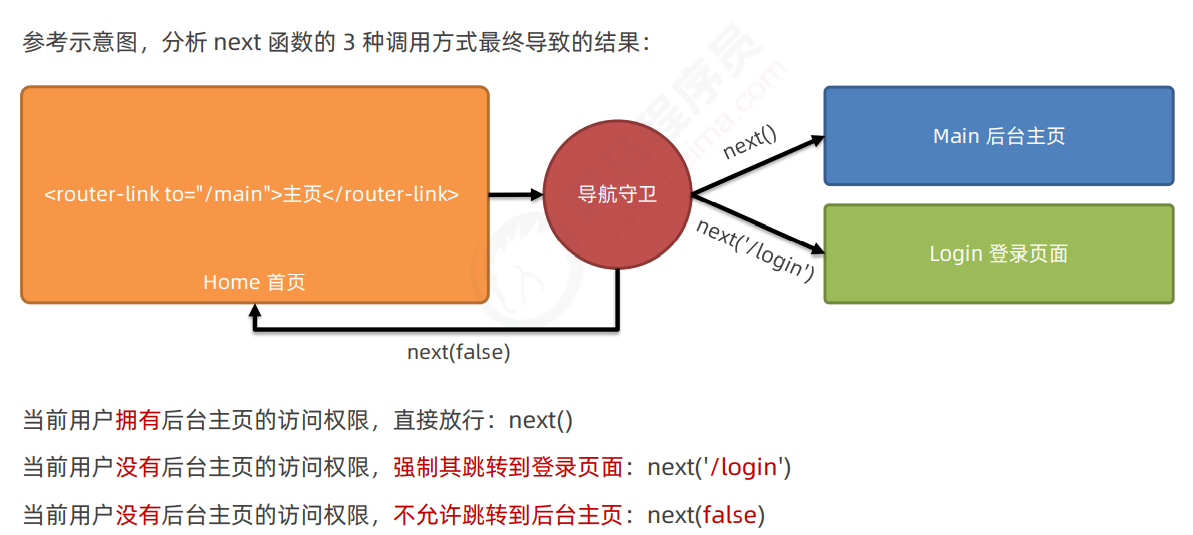 参考示意图，分析 next 函数的 3 种调用方式最终导致的结果：
<router-link to="/main">主页</router-link>
Home 首页
导航守卫
next()
Main 后台主页
next('/login')
Login 登录页面
next(false)
当前用户拥有后台主页的访问权限，直接放行：next()
当前用户没有后台主页的访问权限，强制其跳转到登录页面：next('/login')
当前用户没有后台主页的访问权限，不允许跳转到后台主页：next(false)